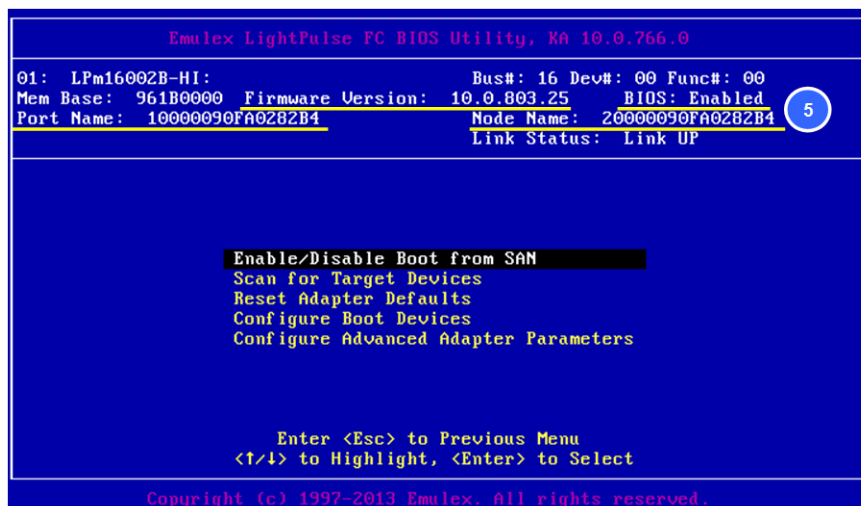 Emulex LightPulse FC BIOS Utility, KA 10.0.766.0
01: LPm16002B-HI: Bus#: 16 Dev#: 00 Func#: 00
Mem Base: 961B0000 Firmware Version: 10.0.803.25 BIOS: Enabled
Port Name: 10000090FA0282B4 Node Name: 20000090FA0282B4
5
Link Status: Link UP
Enable/Disable Boot from SAN
Scan for Target Devices
Reset Adapter Defaults
Configure Boot Devices
Configure Advanced Adapter Parameters
Enter <Esc> to Previous Menu
<↑/↓> to Highlight, <Enter> to Select
Copyright (c) 1997-2013 Emulex. All rights reserved.